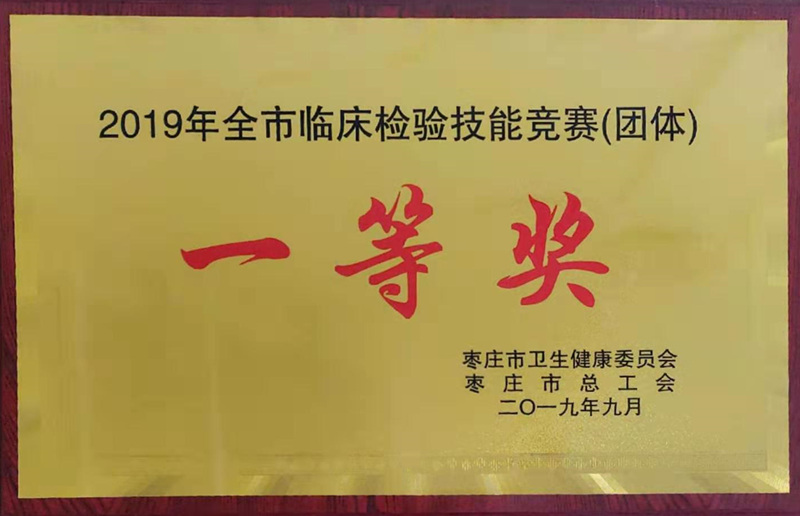 2019年全市临床检验技能竞赛(团体)
一等奖
枣庄市卫生健康委员会
枣庄市总工会
二〇一九年九月